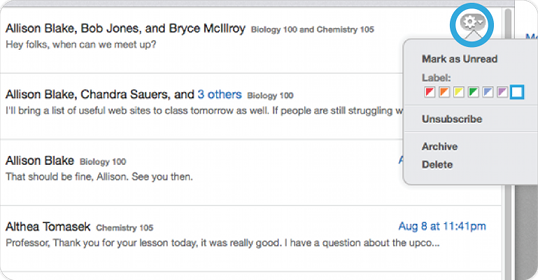 Allison Blake, Bob Jones, and Bryce McIllroy Biology 100 and Chemistry 105
Hey folks, when can we meet up?
Mark as Unread
Label:
Allison Blake, Chandra Sauers, and 3 others Biology 100
I'll bring a list of useful web sites to class tomorrow as well. If people are still struggling w
Unsubscribe
Archive
Delete
Allison Blake Biology 100
That should be fine, Allison. See you then.
Althea Tomasek Chemistry 105
Aug 8 at 11:41pm
Professor, Thank you for your lesson today, it was really good. I have a question about the upco...